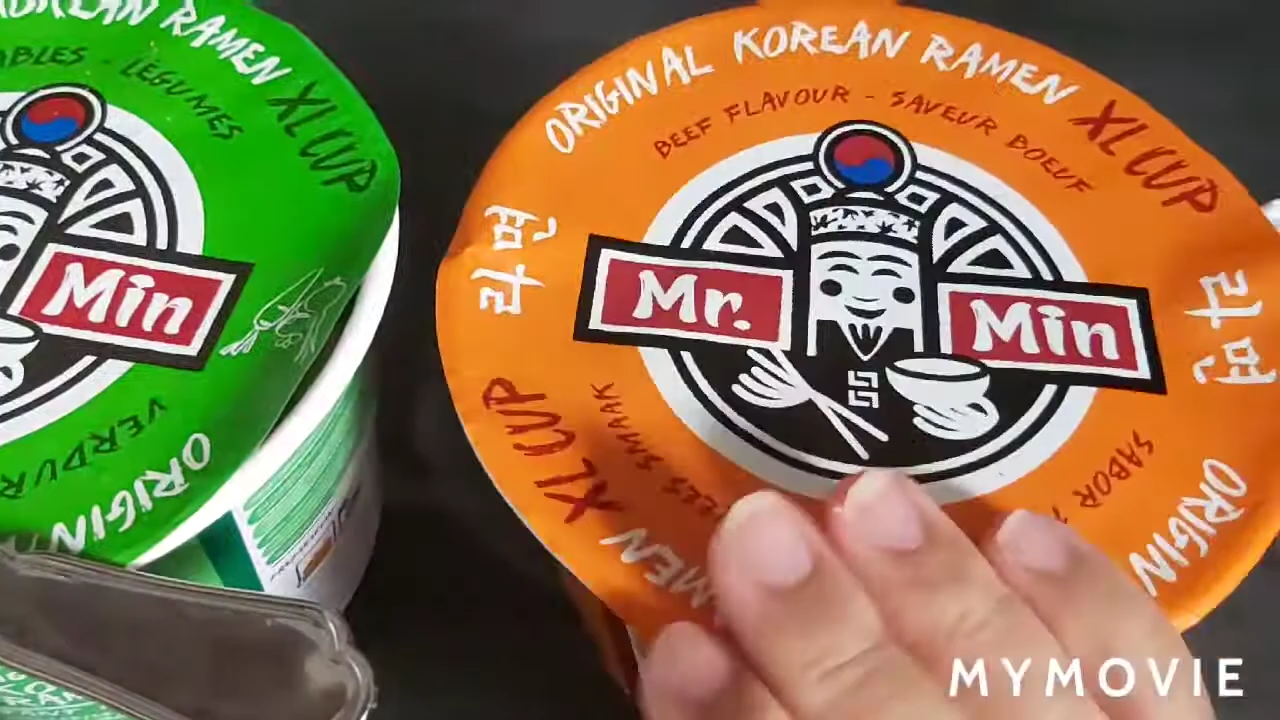 KOREAN RAMEN XL CUP
LÉGUMES
Min
ORIGIN
ORIGINAL KOREAN RAMEN XL CUP
BEEF FLAVOUR - SAVEUR BOEUF
라면
Mr. Min
라면
XL CUP
SMAAK
SABOR
ORIGIN
MYMOVIE